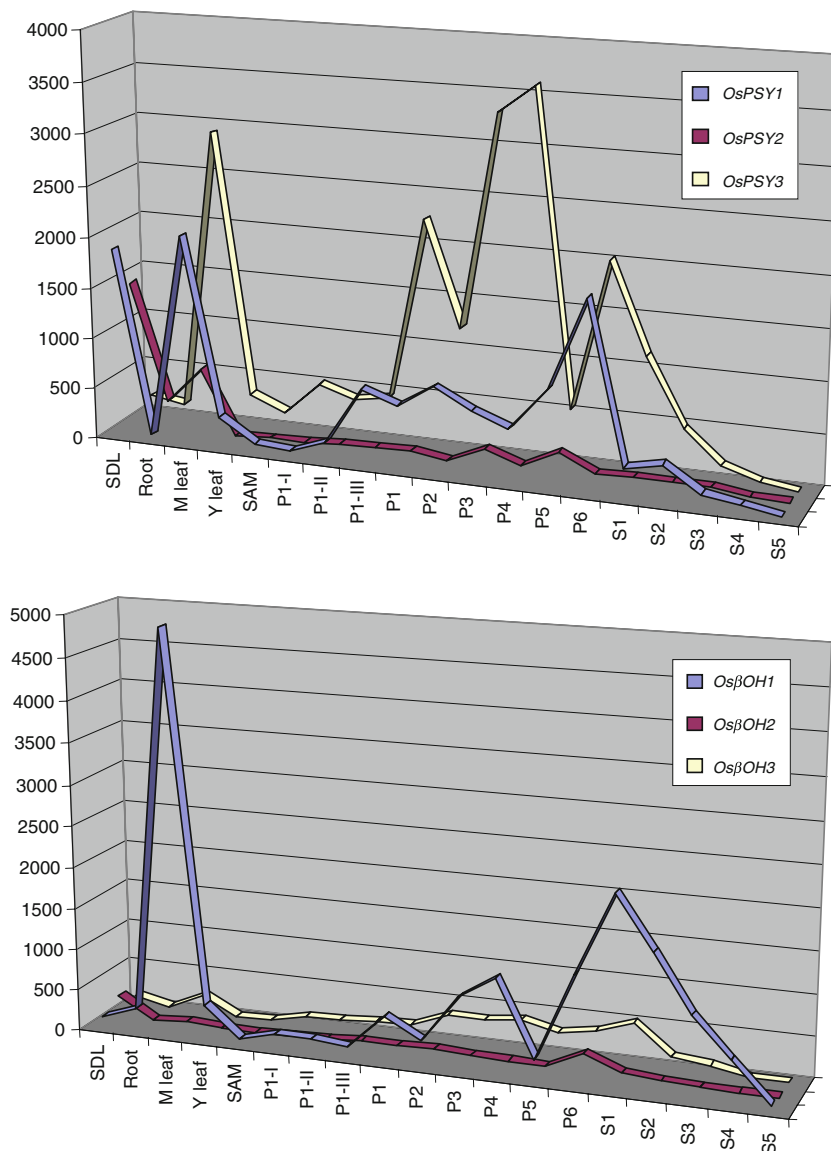 4000
3500
3000
2500
2000
1500
1000
500
0
OsPSY1
OsPSY2
OsPSY3
SDL
Root
M leaf
Y leaf
SAM
P1-I
P1-II
P1-III
P1
P2
P3
P4
P5
P6
S1
S2
S3
S4
S5
5000
4500
4000
3500
3000
2500
2000
1500
1000
500
0
OsβOH1
OsβOH2
OsβOH3
SDL
Root
M leaf
Y leaf
SAM
P1-I
P1-II
P1-III
P1
P2
P3
P4
P5
P6
S1
S2
S3
S4
S5